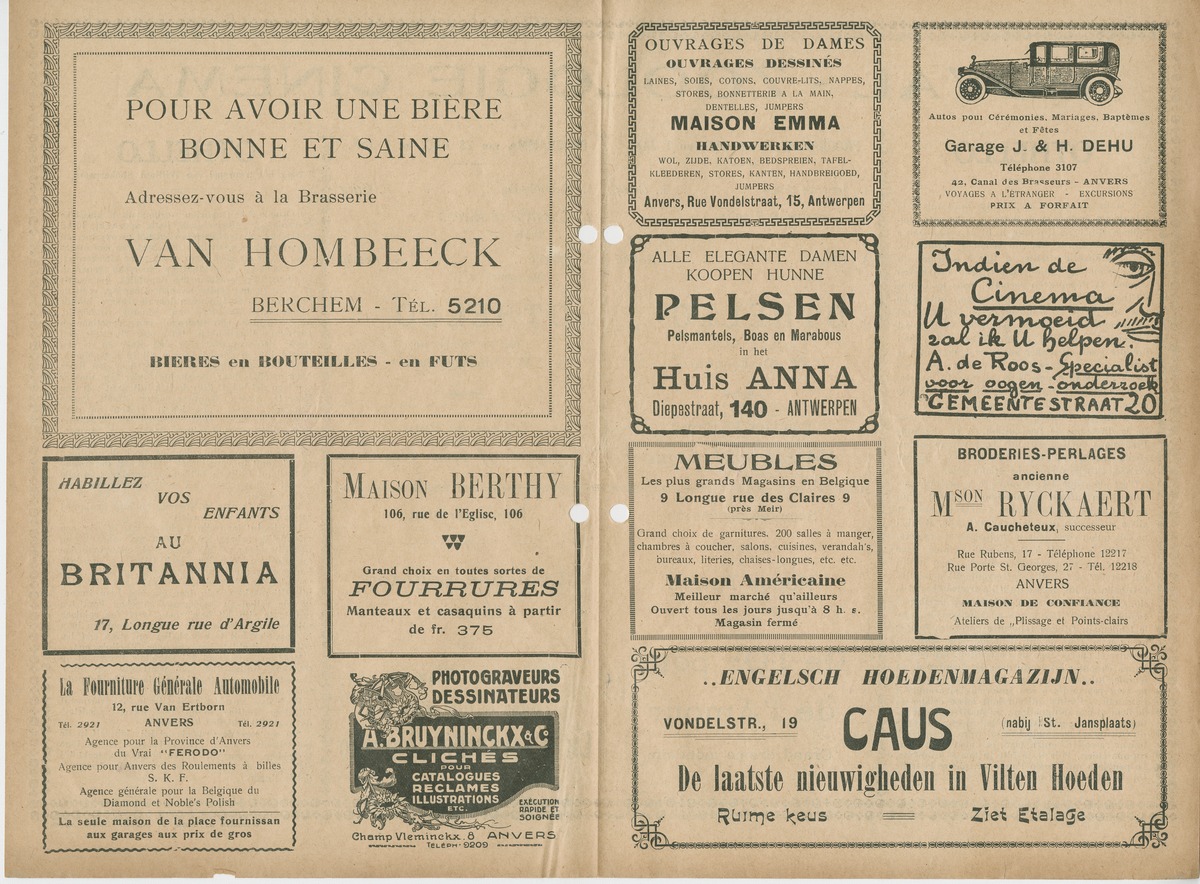 POUR AVOIR UNE BIÈRE
BONNE ET SAINE
Adressez-vous à la Brasserie
VAN HOMBEECK
BERCHEM - TÉL. 5210
BIERES en BOUTEILLES - en FUTS
HABILLEZ
VOS
ENFANTS
AU
BRITANNIA
17, Longue rue d'Argile
MAISON BERTHY
106, rue de l'Eglise, 106
Grand choix en toutes sortes de
FOURRURES
Manteaux et casaquins à partir
de fr. 375
La Fourniture Générale Automobile
12, rue Van Ertborn
Tél. 2921 ANVERS Tél. 2921
Agence pour la Province d'Anvers
du Vrai "FERODO"
Agence pour Anvers des Roulements à billes
S. K. F.
Agence générale pour la Belgique du
Diamond et Noble's Polish
La seule maison de la place fournissan
aux garages aux prix de gros
PHOTOGRAVEURS
DESSINATEURS
A. BRUYNINCKX & Cº
CLICHÉS
POUR
CATALOGUES
RECLAMES
ILLUSTRATIONS
ETC.
EXECUTION
RAPIDE ET
SOIGNÉE
Champ Vleminckx. 8 ANVERS
TELÉPH. 9209
OUVRAGES DE DAMES
OUVRAGES DESSINÉS
LAINES, SOIES, COTONS, COUVRE-LITS, NAPPES,
STORES, BONNETTERIE A LA MAIN,
DENTELLES, JUMPERS
MAISON EMMA
HANDWERKEN
WOL, ZIJDE, KATOEN, BEDSPREIEN, TAFEL-
KLEEDEREN, STORES, KANTEN, HANDBREIGOED,
JUMPERS
Anvers, Rue Vondelstraat, 15, Antwerpen
Autos pour Cérémonies, Mariages, Baptèmes
et Fêtes
Garage J. & H. DEHU
Téléphone 3107
42, Canal des Brasseurs - ANVERS
VOYAGES A L'ÉTRANGER - EXCURSIONS
PRIX A FORFAIT
ALLE ELEGANTE DAMEN
KOOPEN HUNNE
PELSEN
Pelsmantels, Boas en Marabous
in het
Huis ANNA
Diepestraat, 140 - ANTWERPEN
Indien de
Cinema
U vermoeid
zal ik U helpen.
A. de Roos - Specialist
voor oogen-onderzoek
GEMEENTESTRAAT 20
MEUBLES
Les plus grands Magasins en Belgique
9 Longue rue des Claires 9
(près Meir)
Grand choix de garnitures. 200 salles à manger,
chambres à coucher, salons, cuisines, verandah's,
bureaux, literies, chaises-longues, etc. etc.
Maison Américaine
Meilleur marché qu'ailleurs
Ouvert tous les jours jusqu'à 8 h. s.
Magasin fermé
BRODERIES-PERLAGES
ancienne
MSON RYCKAERT
A. Caucheteux, successeur
Rue Rubens, 17 - Téléphone 12217
Rue Porte St. Georges, 27 - Tél. 12218
ANVERS
MAISON DE CONFIANCE
Ateliers de „Plissage et Points-clairs
..ENGELSCH HOEDENMAGAZIJN..
VONDELSTR., 19 CAUS (nabij St. Jansplaats)
De laatste nieuwigheden in Vilten Hoeden
Ruime keus = Ziet Etalage